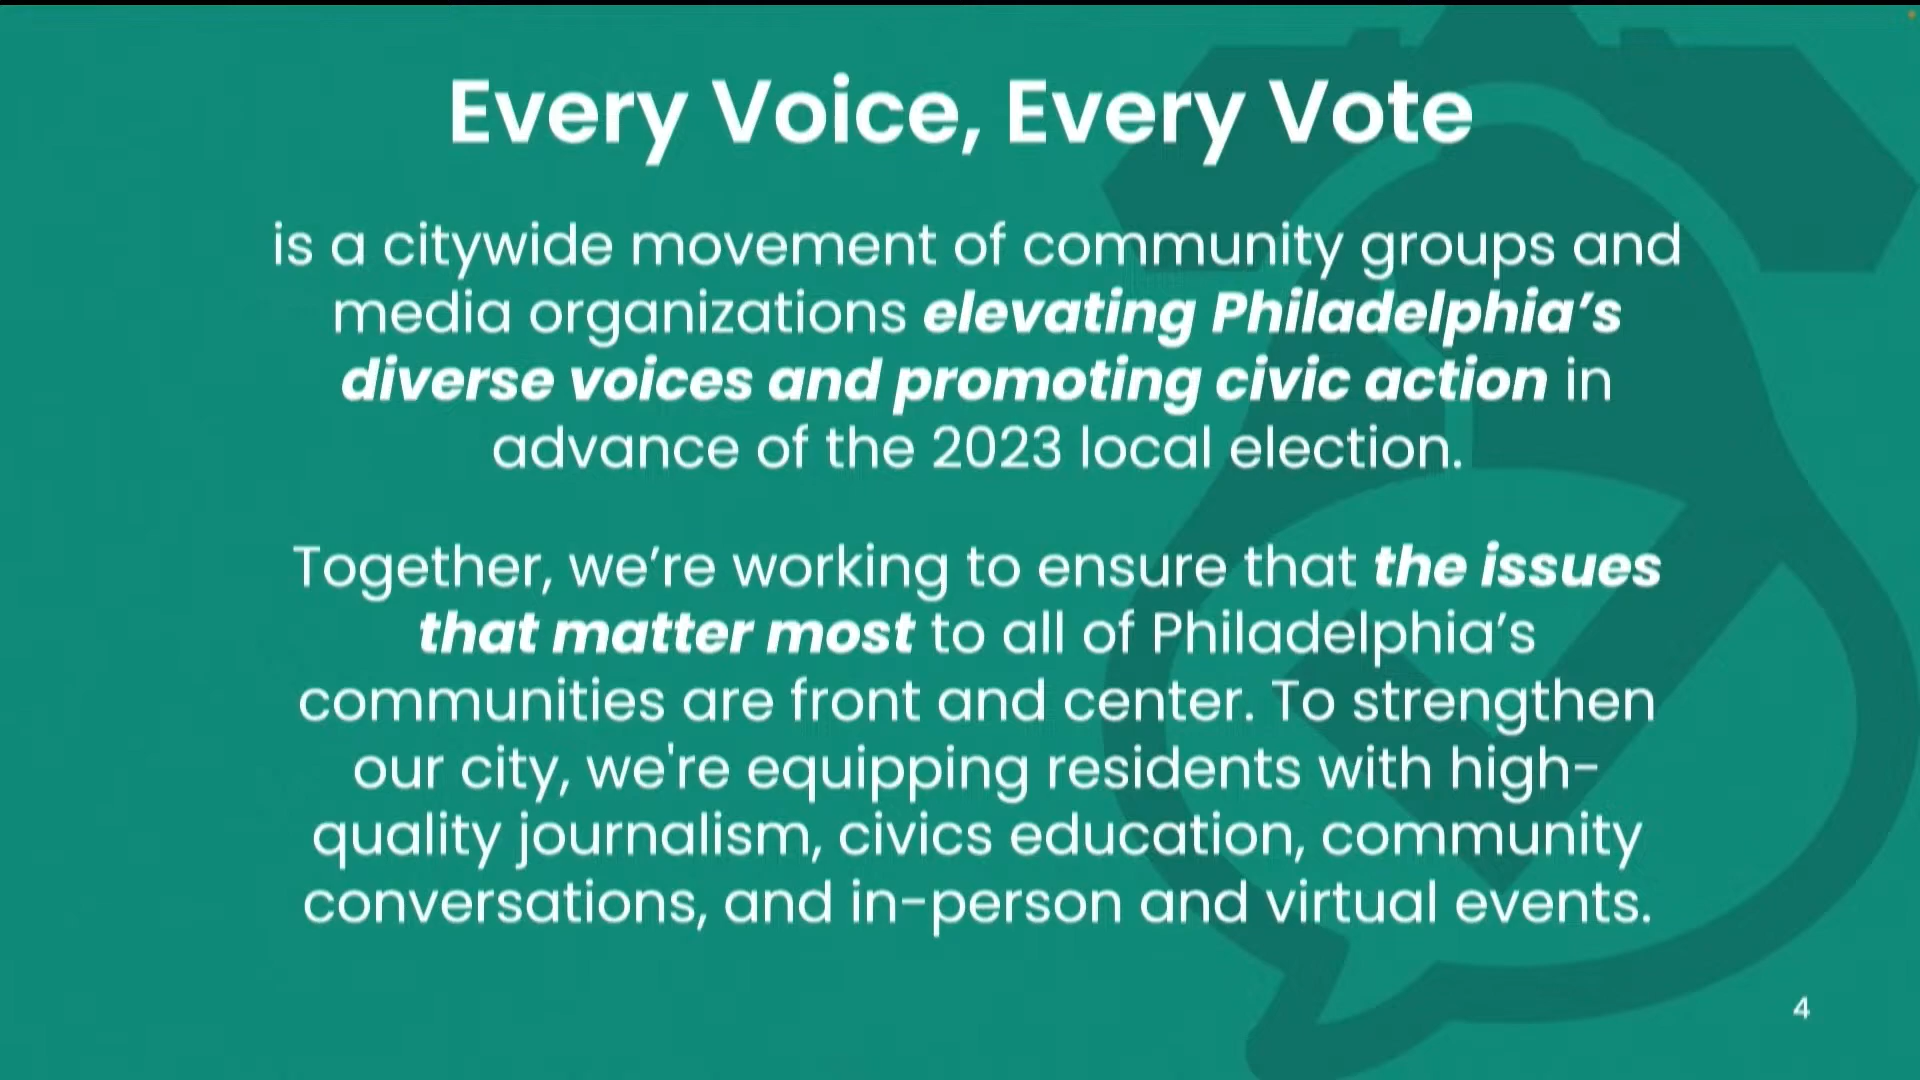 Every Voice, Every Vote
is a citywide movement of community groups and
media organizations elevating Philadelphia’s
diverse voices and promoting civic action in
advance of the 2023 local election.
Together, we’re working to ensure that the issues
that matter most to all of Philadelphia’s
communities are front and center. To strengthen
our city, we're equipping residents with high-
quality journalism, civics education, community
conversations, and in-person and virtual events.
4